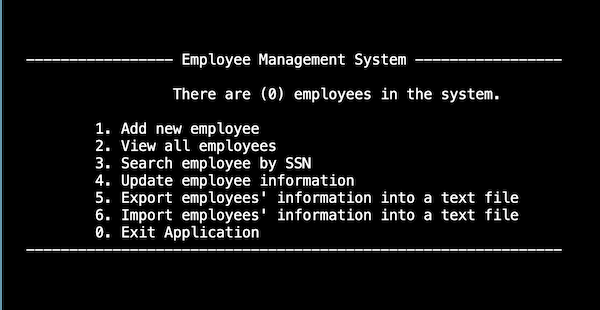 ----------------- Employee Management System -----------------
There are (0) employees in the system.
1. Add new employee
2. View all employees
3. Search employee by SSN
4. Update employee information
5. Export employees' information into a text file
6. Import employees' information into a text file
0. Exit Application
--------------------------------------------------------------